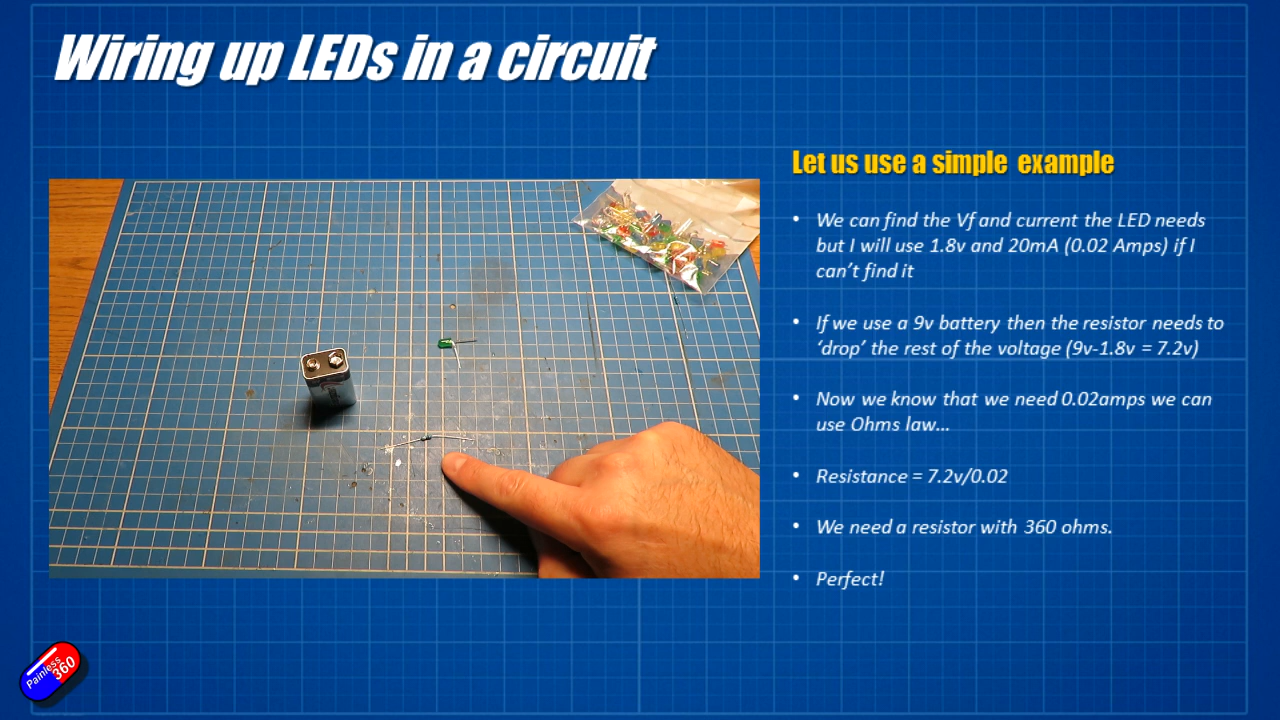 Wiring up LEDs in a circuit
Let us use a simple example
• We can find the Vf and current the LED needs
but I will use 1.8v and 20mA (0.02 Amps) if I
can't find it
• If we use a 9v battery then the resistor needs to
'drop' the rest of the voltage (9v-1.8v = 7.2v)
• Now we know that we need 0.02amps we can
use Ohms law...
• Resistance = 7.2v/0.02
• We need a resistor with 360 ohms.
• Perfect!
Painless
360